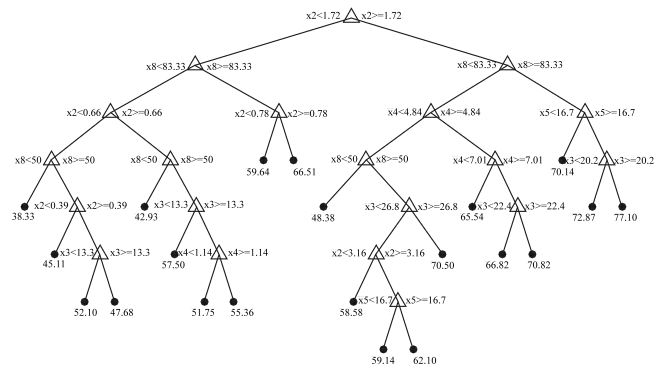 x2<1.72 x2>=1.72
x8<83.33 x8>=83.33 x8<83.33 x8>=83.33
x2<0.66 x2>=0.66 x2<0.78 x2>=0.78 x4<4.84 x4>=4.84 x5<16.7 x5>=16.7
x8<50 x8>=50 x8<50 x8>=50 59.64 66.51 x8<50 x8>=50 x4<7.01 x4>=7.01 70.14 x3<20.2 x3>=20.2
38.33 x2<0.39 x2>=0.39 42.93 x3<13.3 x3>=13.3 48.38 x3<26.8 x3>=26.8 65.54 x3<22.4 x3>=22.4 72.87 77.10
45.11 x3<13.3 x3>=13.3 57.50 x4<1.14 x4>=1.14 x2<3.16 x2>=3.16 70.50 66.82 70.82
52.10 47.68 51.75 55.36 58.58 x5<16.7 x5>=16.7
59.14 62.10